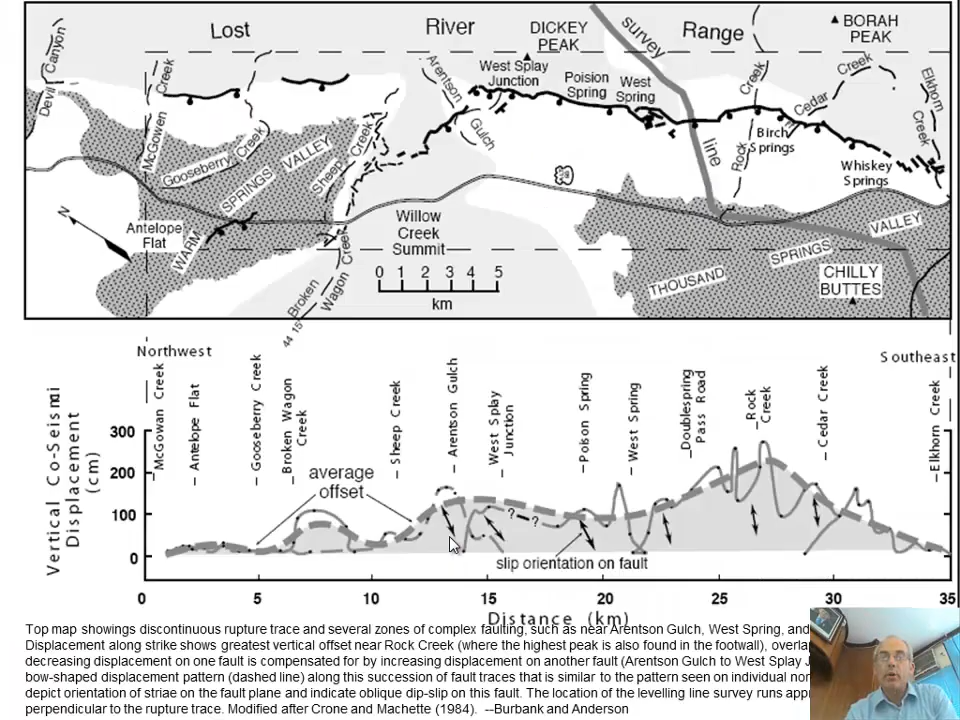 Lost
River
DICKEY
PEAK
survey
Range
BORAH
PEAK
Devil Canyon
Creek
McGowen
Gooseberry
Creek
SPRINGS
VALLEY
WARM
Sheep
Creek
Arentson
Gulch
West Splay
Junction
Poision
Spring
West
Spring
line
Rock
Creek
Birch
Springs
Cedar
Creek
Elkhorn
Creek
Whiskey
Springs
N
Antelope
Flat
Willow
Creek
Summit
0 1 2 3 4 5
km
Broken
Wagon
Creek
44 15'
THOUSAND
SPRINGS
VALLEY
CHILLY
BUTTES
Northwest
Southeast
McGowan Creek
Antelope Flat
Gooseberry Creek
Broken Wagon
Creek
Sheep Creek
Arentson Gulch
West Splay
Junction
Poison Spring
West Spring
Doublespring
Pass Road
Rock
Creek
Cedar Creek
Elkhorn Creek
Vertical Co-Seismi
Displacement
(cm)
300
200
100
0
average
offset
? ?
slip orientation on fault
0 5 10 15 20 25 30 35
Distance (km)
Top map showings discontinuous rupture trace and several zones of complex faulting, such as near Arentson Gulch, West Spring, and
Displacement along strike shows greatest vertical offset near Rock Creek (where the highest peak is also found in the footwall),
decreasing displacement on one fault is compensated for by increasing displacement on another fault (Arentson Gulch to West Splay
bow-shaped displacement pattern (dashed line) along this succession of fault traces that is similar to the pattern seen on individual
depict orientation of striae on the fault plane and indicate oblique dip-slip on this fault. The location of the levelling line survey runs
perpendicular to the rupture trace. Modified after Crone and Machette (1984). --Burbank and Anderson